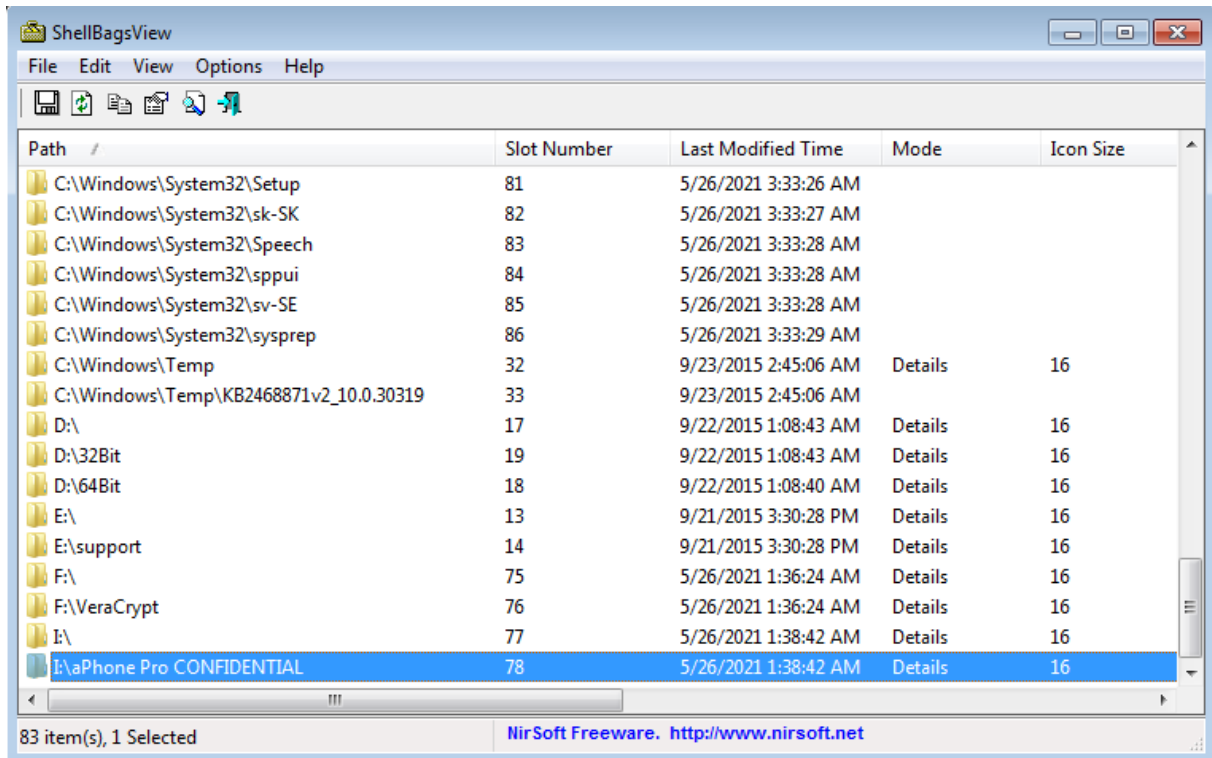 ShellBagsView
File Edit View Options Help
Path Slot Number Last Modified Time Mode Icon Size
C:\Windows\System32\Setup 81 5/26/2021 3:33:26 AM
C:\Windows\System32\sk-SK 82 5/26/2021 3:33:27 AM
C:\Windows\System32\Speech 83 5/26/2021 3:33:28 AM
C:\Windows\System32\sppui 84 5/26/2021 3:33:28 AM
C:\Windows\System32\sv-SE 85 5/26/2021 3:33:28 AM
C:\Windows\System32\sysprep 86 5/26/2021 3:33:29 AM
C:\Windows\Temp 32 9/23/2015 2:45:06 AM Details 16
C:\Windows\Temp\KB2468871v2_10.0.30319 33 9/23/2015 2:45:06 AM
D:\ 17 9/22/2015 1:08:43 AM Details 16
D:\32Bit 19 9/22/2015 1:08:43 AM Details 16
D:\64Bit 18 9/22/2015 1:08:40 AM Details 16
E:\ 13 9/21/2015 3:30:28 PM Details 16
E:\support 14 9/21/2015 3:30:28 PM Details 16
F:\ 75 5/26/2021 1:36:24 AM Details 16
F:\VeraCrypt 76 5/26/2021 1:36:24 AM Details 16
I:\ 77 5/26/2021 1:38:42 AM Details 16
I:\aPhone Pro CONFIDENTIAL 78 5/26/2021 1:38:42 AM Details 16
83 item(s), 1 Selected NirSoft Freeware. http://www.nirsoft.net